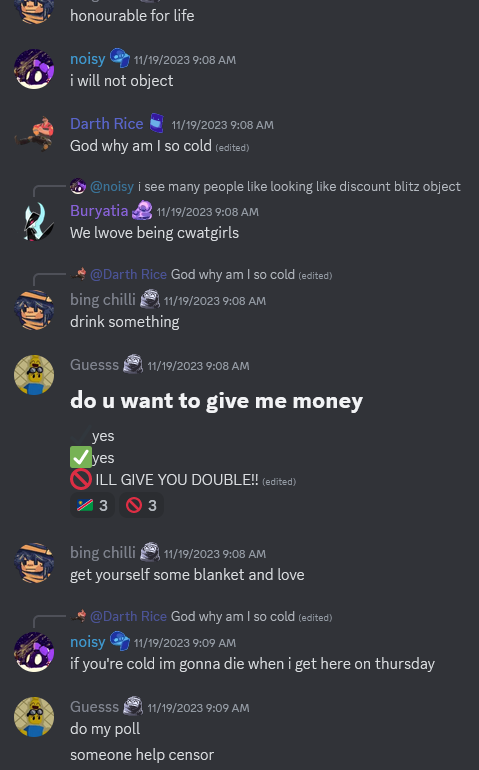 honourable for life
noisy 11/19/2023 9:08 AM
i will not object
Darth Rice 11/19/2023 9:08 AM
God why am I so cold (edited)
@noisy i see many people like looking like discount blitz object
Buryatia 11/19/2023 9:08 AM
We lwove being cwatgirls
@Darth Rice God why am I so cold (edited)
bing chilli 11/19/2023 9:08 AM
drink something
Guesss 11/19/2023 9:08 AM
do u want to give me money
yes
yes
ILL GIVE YOU DOUBLE!! (edited)
3 3
bing chilli 11/19/2023 9:08 AM
get yourself some blanket and love
@Darth Rice God why am I so cold (edited)
noisy 11/19/2023 9:09 AM
if you're cold im gonna die when i get here on thursday
Guesss 11/19/2023 9:09 AM
do my poll
someone help censor